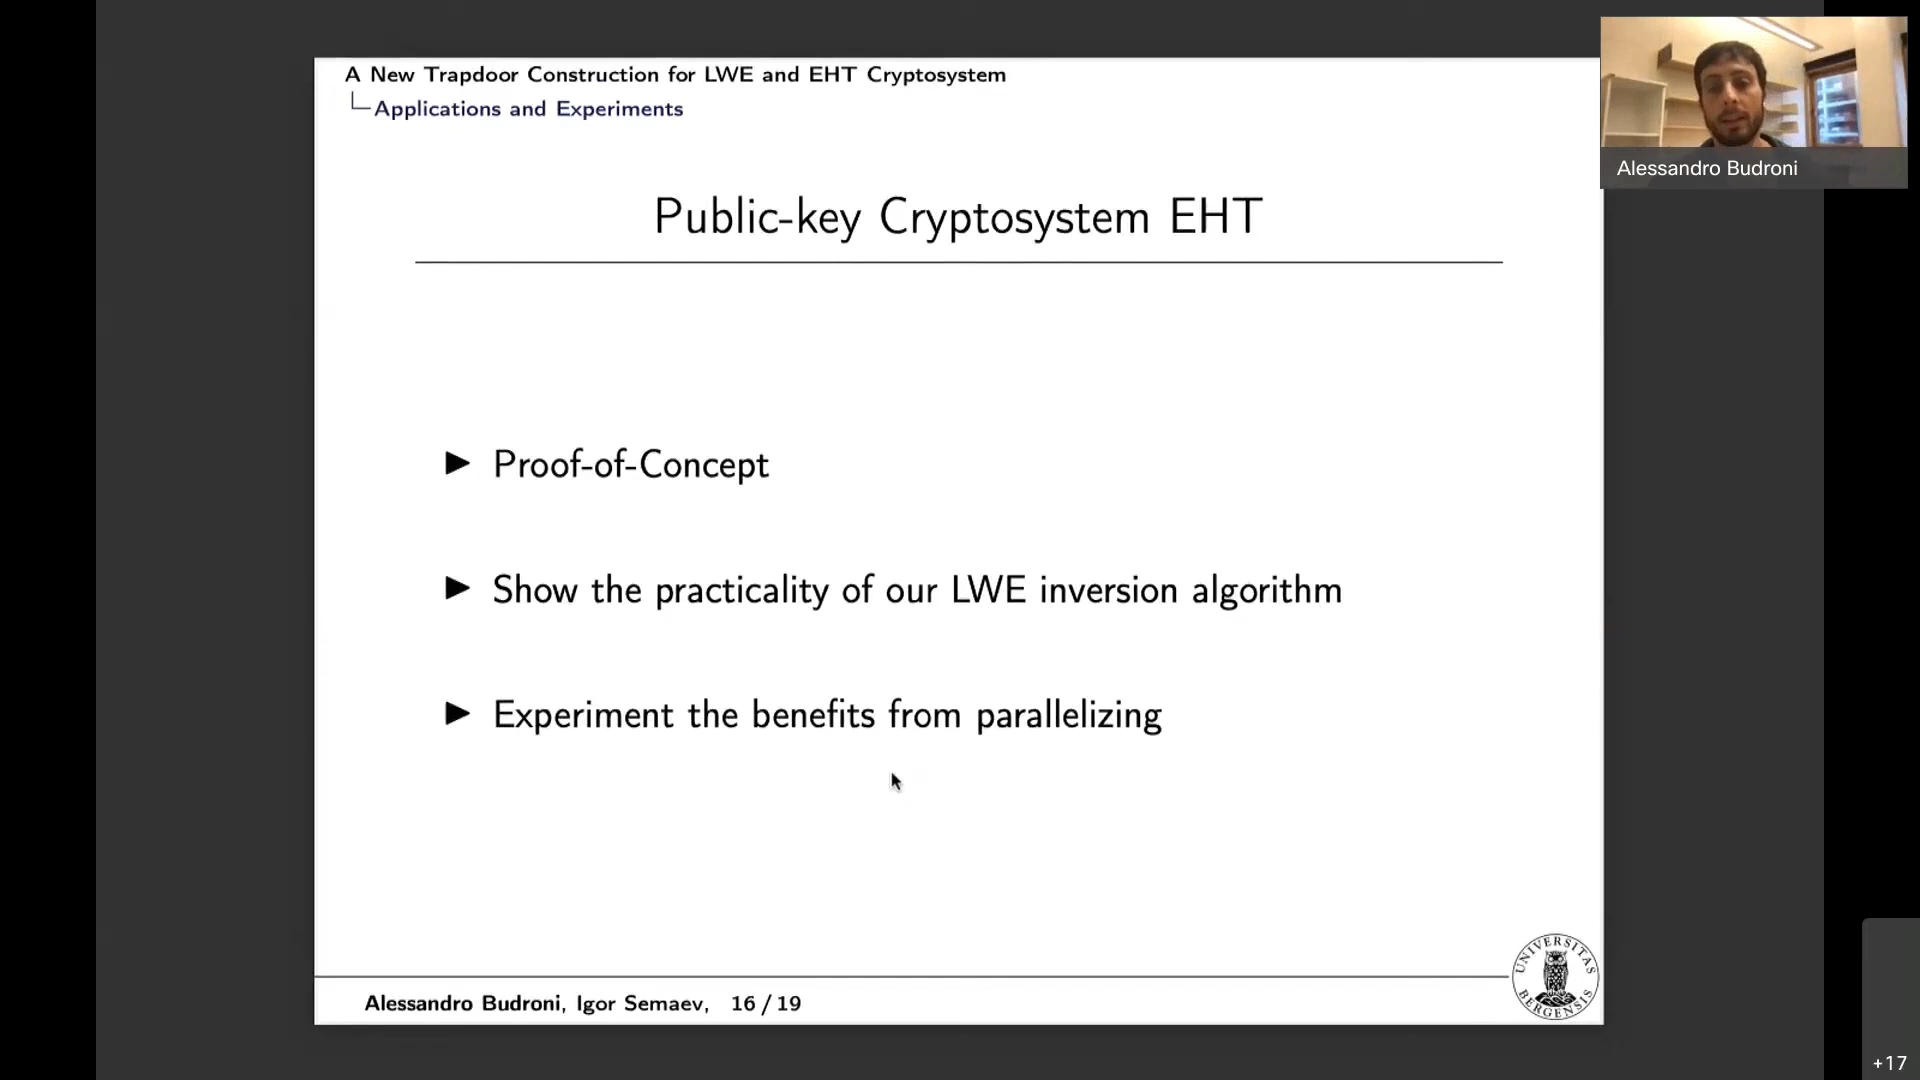 A New Trapdoor Construction for LWE and EHT Cryptosystem
Applications and Experiments
Alessandro Budroni
Public-key Cryptosystem EHT
Proof-of-Concept
Show the practicality of our LWE inversion algorithm
Experiment the benefits from parallelizing
UNIVERSITAS BERGENSIS
Alessandro Budroni, Igor Semaev, 16 / 19
+17